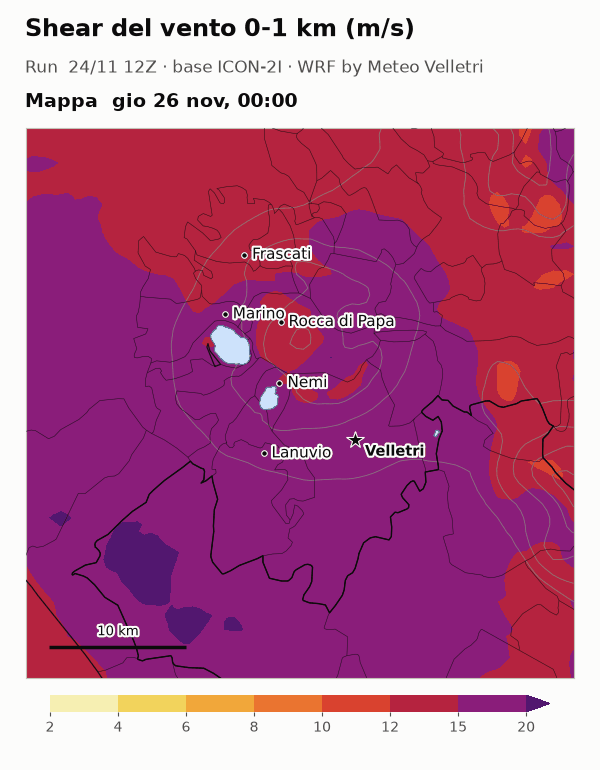 Shear del vento 0-1 km (m/s)
Run  24/11 12Z · base ICON-2I · WRF by Meteo Velletri
Mappa  gio 26 nov, 00:00
Frascati
Marino
Rocca di Papa
Nemi
Lanuvio
Velletri
10 km
2 4 6 8 10 12 15 20